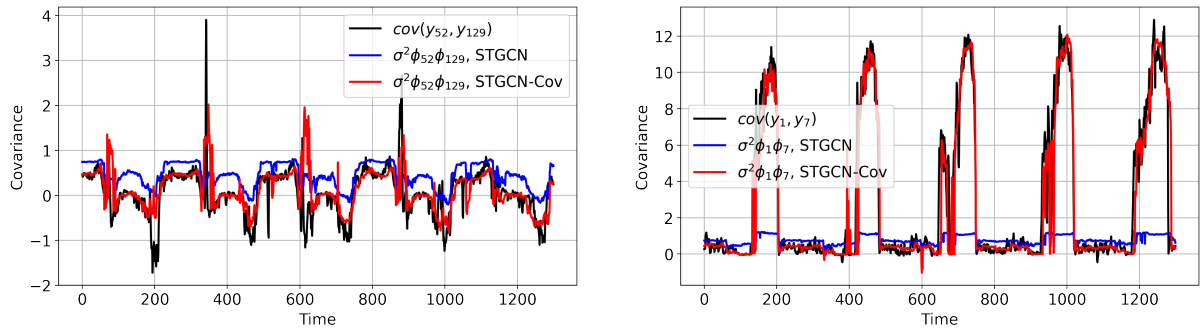 4
3
2
1
0
−1
−2
Covariance
0
200
400
600
800
1000
1200
Time
cov(y₅₂, y₁₂₉)
σ²ϕ₅₂ϕ₁₂₉, STGCN
σ²ϕ₅₂ϕ₁₂₉, STGCN-Cov
12
10
8
6
4
2
0
Covariance
0
200
400
600
800
1000
1200
Time
cov(y₁, y₇)
σ²ϕ₁ϕ₇, STGCN
σ²ϕ₁ϕ₇, STGCN-Cov